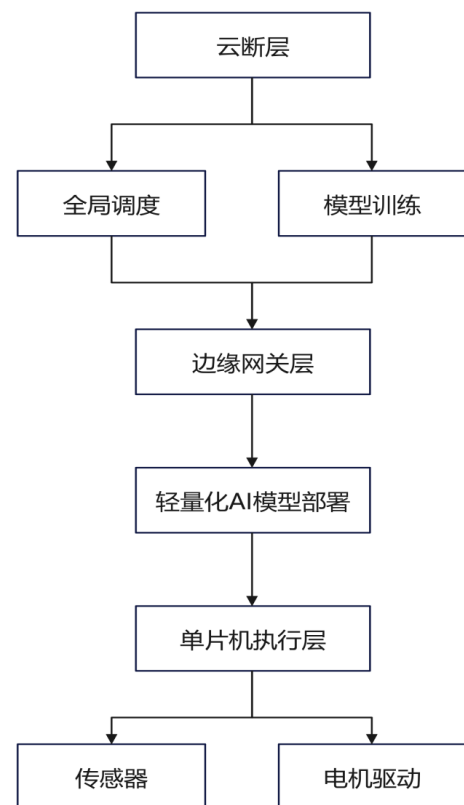 云断层
全局调度
模型训练
边缘网关层
轻量化AI模型部署
单片机执行层
传感器
电机驱动